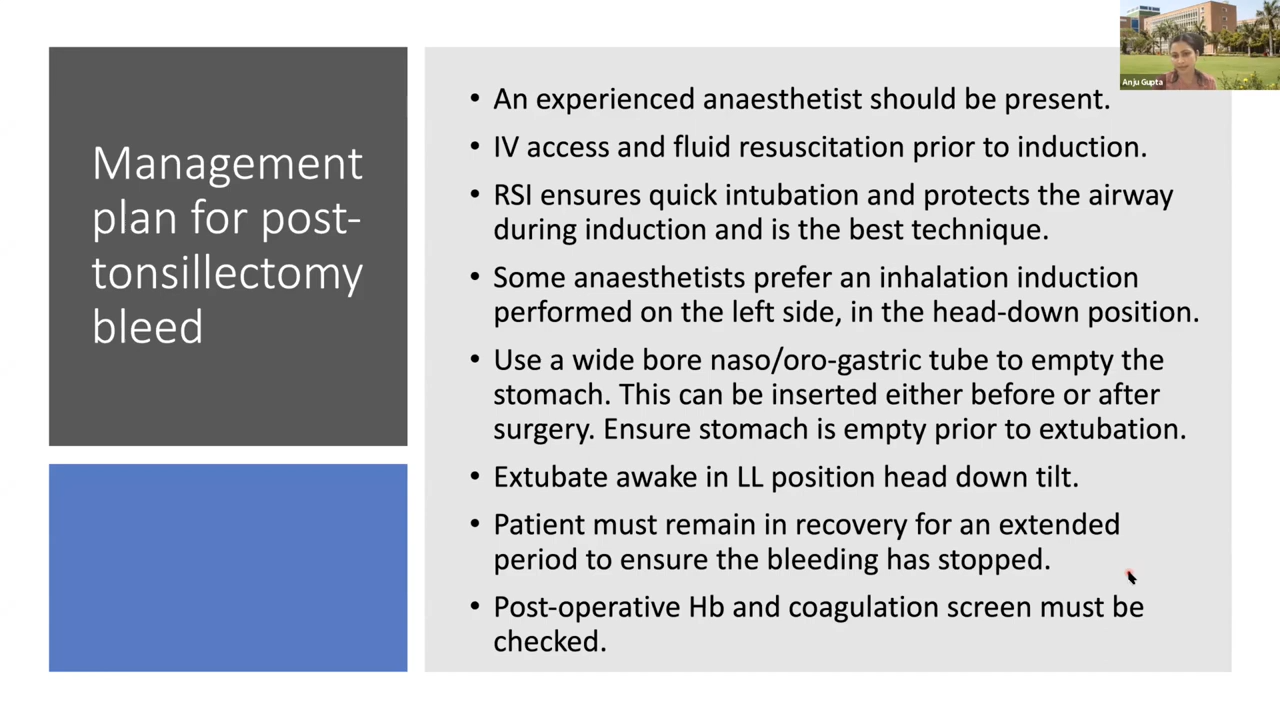 Management
plan for post-
tonsillectomy
bleed
• An experienced anaesthetist should be present.
• IV access and fluid resuscitation prior to induction.
• RSI ensures quick intubation and protects the airway
during induction and is the best technique.
• Some anaesthetists prefer an inhalation induction
performed on the left side, in the head-down position.
• Use a wide bore naso/oro-gastric tube to empty the
stomach. This can be inserted either before or after
surgery. Ensure stomach is empty prior to extubation.
• Extubate awake in LL position head down tilt.
• Patient must remain in recovery for an extended
period to ensure the bleeding has stopped.
• Post-operative Hb and coagulation screen must be
checked.
Anju Gupta